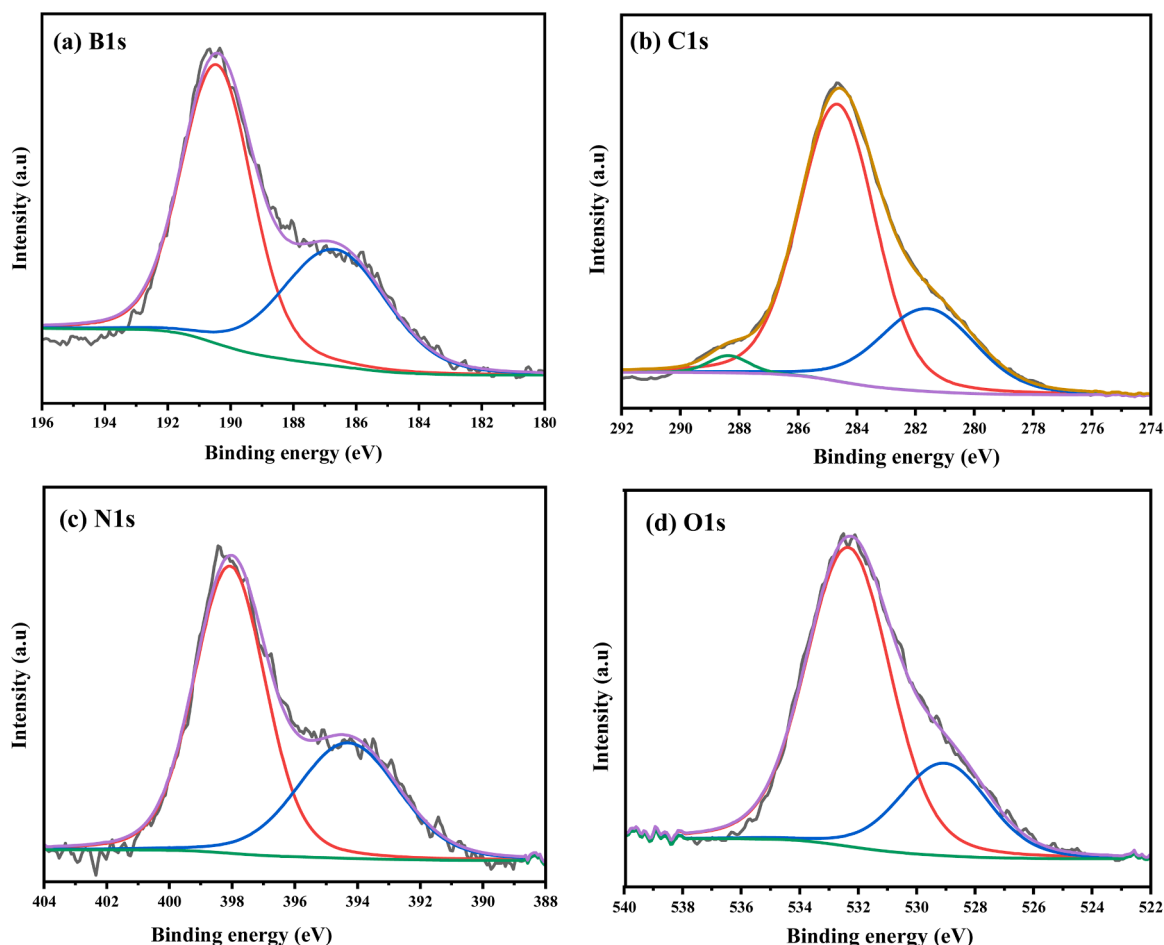 (a) B1s
Intensity (a.u)
196 194 192 190 188 186 184 182 180
Binding energy (eV)
(b) C1s
Intensity (a.u)
292 290 288 286 284 282 280 278 276 274
Binding energy (eV)
(c) N1s
Intensity (a.u)
404 402 400 398 396 394 392 390 388
Binding energy (eV)
(d) O1s
Intensity (a.u)
540 538 536 534 532 530 528 526 524 522
Binding energy (eV)